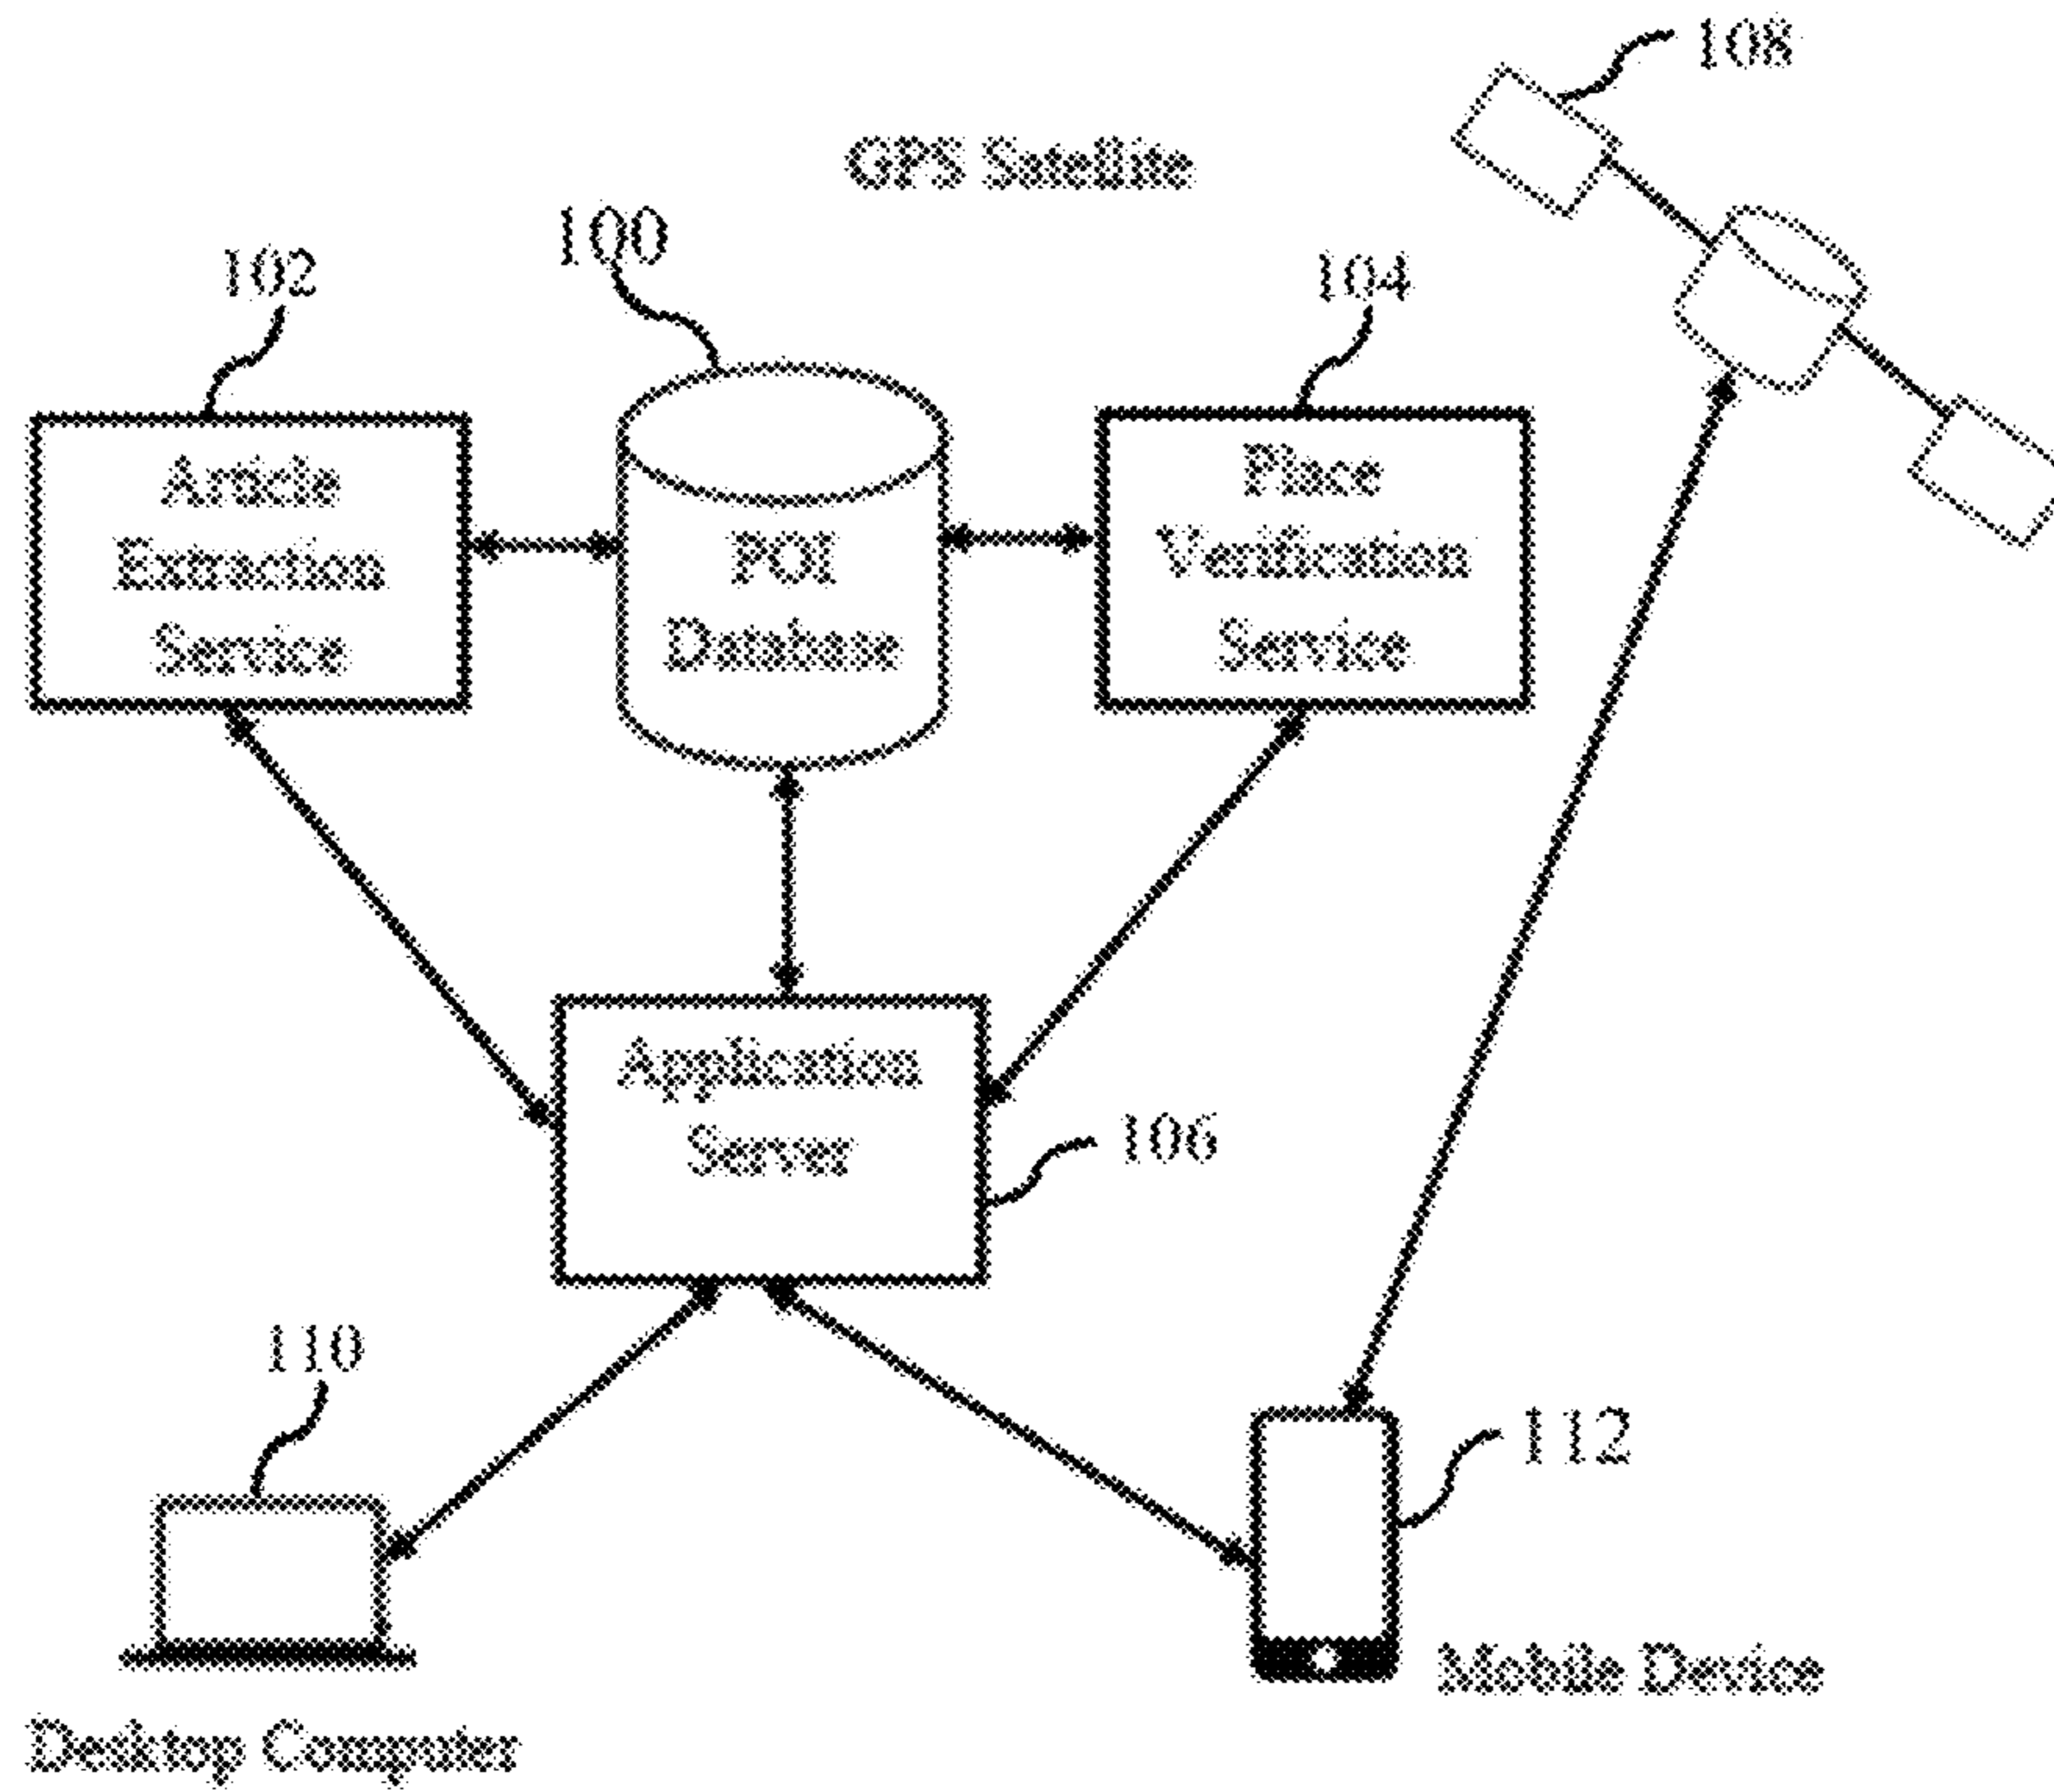 108
GPS Satellite
100
102
104
Article
Extraction
Service
POI
Database
Place
Verification
Service
Application
Server
106
110
112
Mobile Device
Desktop Computer